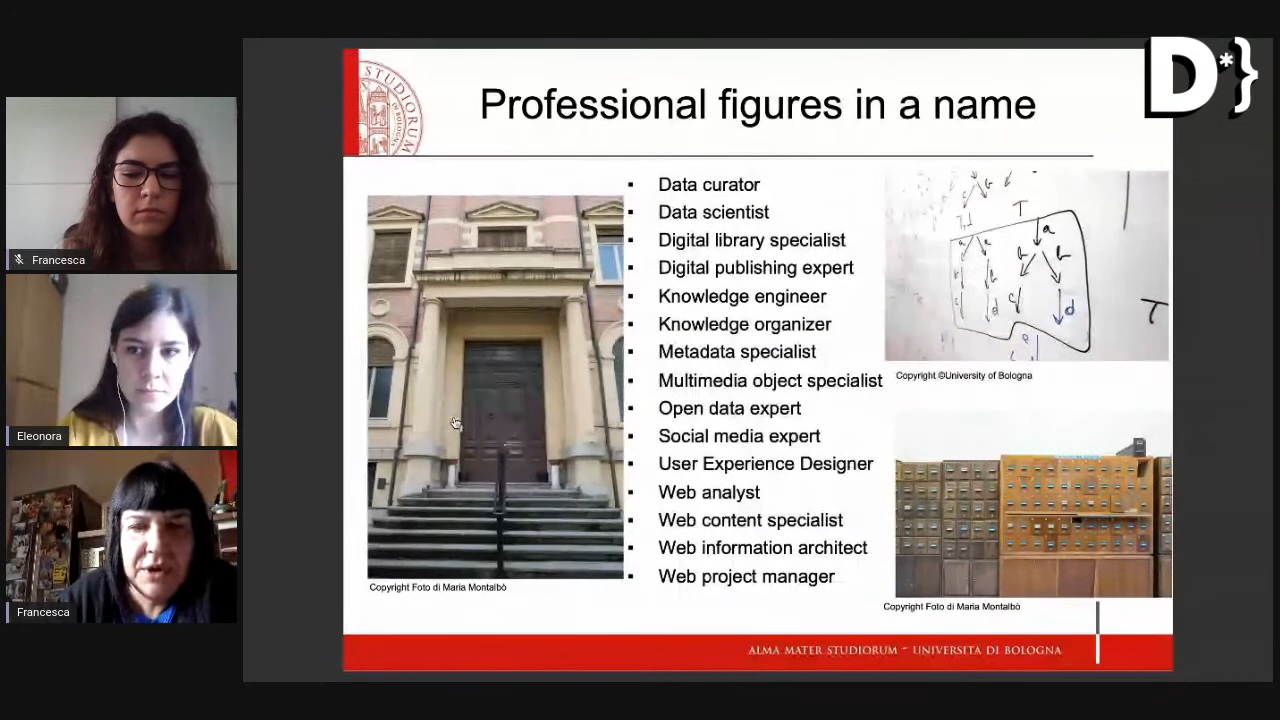 D*}
Professional figures in a name
STUDIORUM
DI BOLOGNA
Francesca
Eleonora
Francesca
▪ Data curator
▪ Data scientist
▪ Digital library specialist
▪ Digital publishing expert
▪ Knowledge engineer
▪ Knowledge organizer
▪ Metadata specialist
▪ Multimedia object specialist
▪ Open data expert
▪ Social media expert
▪ User Experience Designer
▪ Web analyst
▪ Web content specialist
▪ Web information architect
▪ Web project manager
T
a
d
Copyright ©University of Bologna
Copyright Foto di Maria Montalbò
Copyright Foto di Maria Montalbò
ALMA MATER STUDIORUM ~ UNIVERSITA DI BOLOGNA